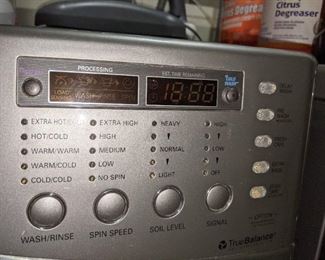 Citrus
Degreaser
PROCESSING
EST. TIME REMAINING
WASH RINSE
18:88
EXTRA HOT/
HOT/COLD
WARM/WARM
WARM/COLD
COLD/COLD
EXTRA HIGH
HIGH
MEDIUM
LOW
NO SPIN
HEAVY
NORMAL
LIGHT
HIGH
LOW
OFF
WASH/RINSE
SPIN SPEED
SOIL LEVEL
SIGNAL
OPTION
TrueBalance